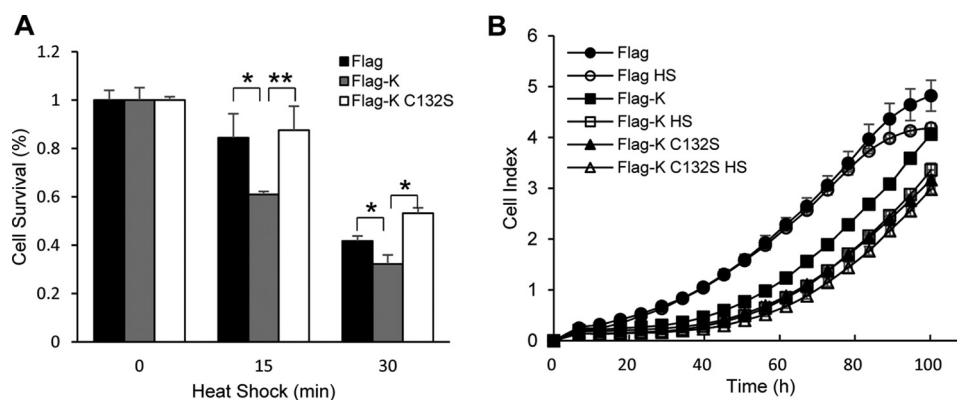 A
Cell Survival (%)
1.2
1
0.8
0.6
0.4
0.2
0
Flag
Flag-K
Flag-K C132S
* **
* *
0 15 30
Heat Shock (min)
B
Cell Index
6
5
4
3
2
1
0
Flag
Flag HS
Flag-K
Flag-K HS
Flag-K C132S
Flag-K C132S HS
0 20 40 60 80 100
Time (h)